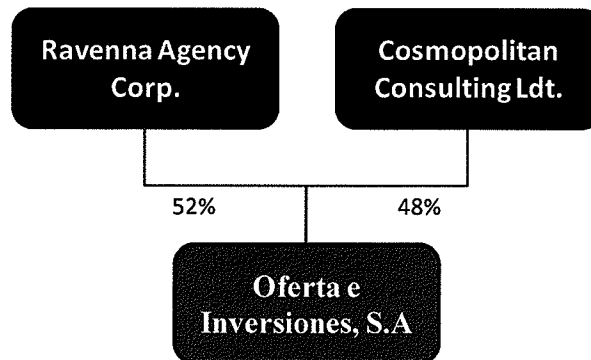 Ravenna Agency
Corp.
Cosmopolitan
Consulting Ldt.
52%
48%
Oferta e
Inversiones, S.A